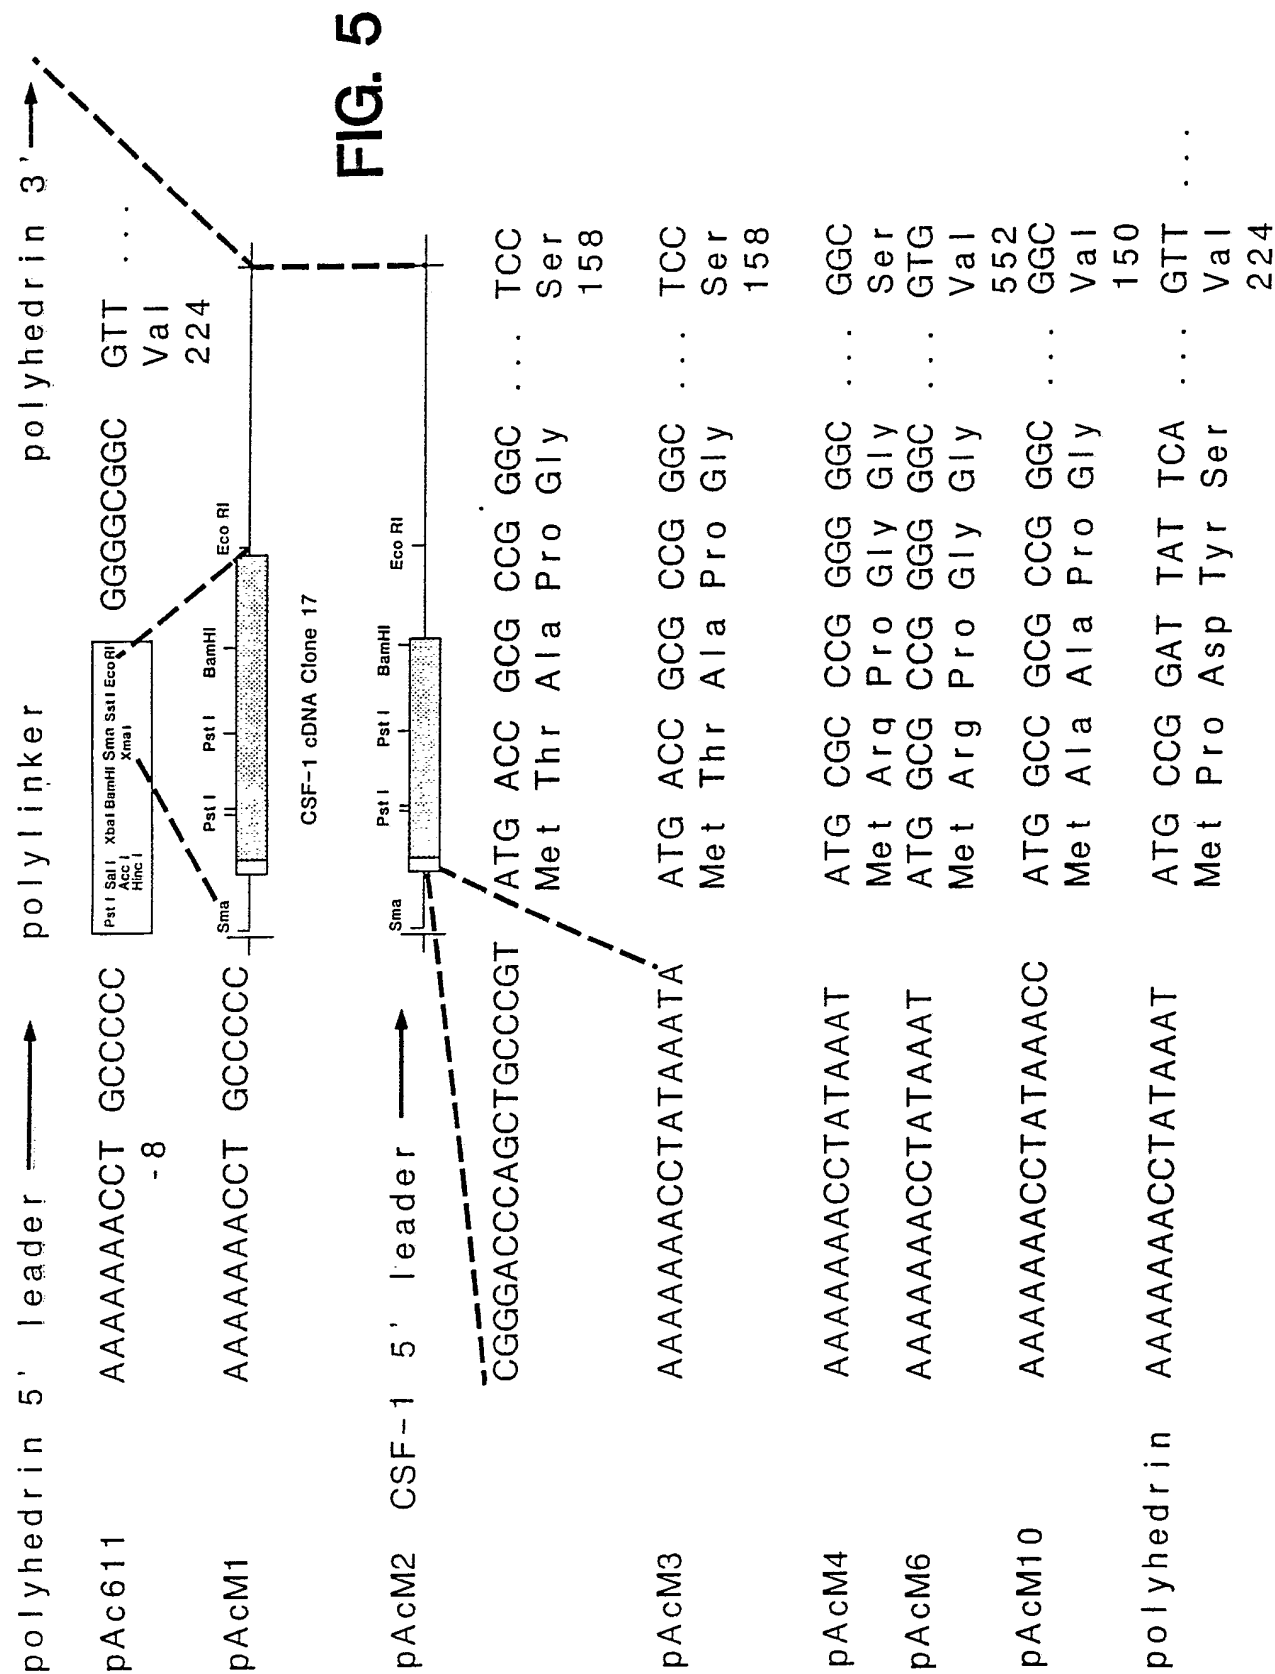 polyhedrin 5' leader polylinker polyhedrin 3'
pAc611 AAAAAAACCT GCCCCC GGGGCGGC GTT ...
-8 Val
224
Pst I Sal I XbaI BamHI Sma SstI EcoRI
Acc I XmaI
Hinc I
pAcM1 AAAAAAACCT GCCCCC
Sma Pst I Pst I BamHI Eco RI
CSF-1 cDNA Clone 17
FIG. 5
pAcM2 CSF-1 5' leader
Sma Pst I Pst I BamHI Eco RI
CGGGACCCAGCTGCCCGT ATG ACC GCG CCG GGC ... TCC
Met Thr Ala Pro Gly Ser
158
pAcM3 AAAAAAACCTATAAATA ATG ACC GCG CCG GGC ... TCC
Met Thr Ala Pro Gly Ser
158
pAcM4 AAAAAAACCTATAAAT ATG CGC CCG GGG GGC ... GGC
Met Arg Pro Gly Gly Ser
pAcM6 AAAAAAACCTATAAAT ATG GCG CCG GGG GGC ... GTG
Met Arg Pro Gly Gly Val
552
pAcM10 AAAAAAACCTATAAACC ATG GCC GCG CCG GGC ... GGC
Met Ala Ala Pro Gly Val
150
polyhedrin AAAAAAACCTATAAAT ATG CCG GAT TAT TCA ... GTT ...
Met Pro Asp Tyr Ser Val
224